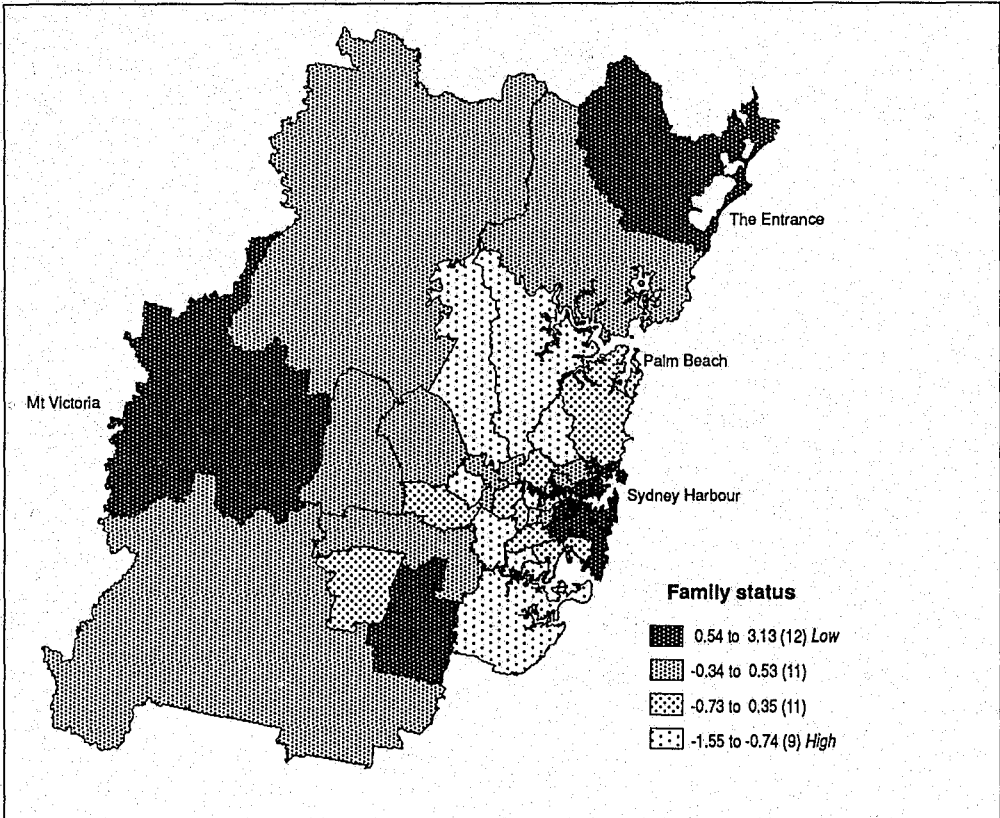 The Entrance
Palm Beach
Mt Victoria
Sydney Harbour
Family status
0.54 to 3.13 (12) Low
-0.34 to 0.53 (11)
-0.73 to 0.35 (11)
-1.55 to -0.74 (9) High